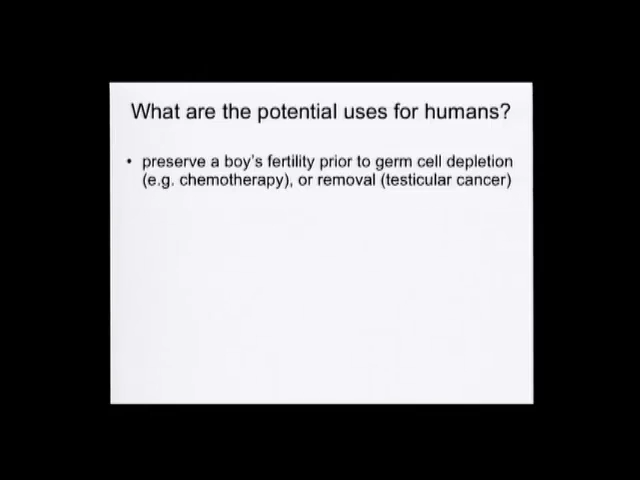 What are the potential uses for humans?
• preserve a boy's fertility prior to germ cell depletion
(e.g. chemotherapy), or removal (testicular cancer)